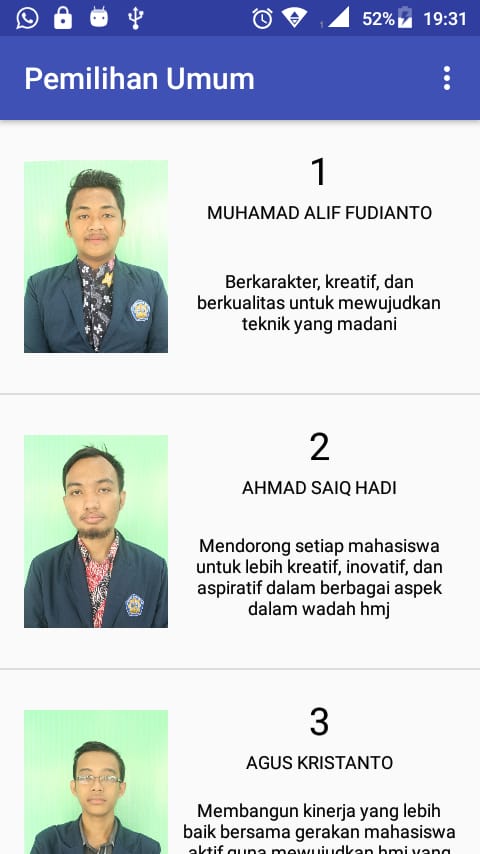 52% 19:31
Pemilihan Umum
1
MUHAMAD ALIF FUDIANTO
Berkarakter, kreatif, dan
berkualitas untuk mewujudkan
teknik yang madani
2
AHMAD SAIQ HADI
Mendorong setiap mahasiswa
untuk lebih kreatif, inovatif, dan
aspiratif dalam berbagai aspek
dalam wadah hmj
3
AGUS KRISTANTO
Membangun kinerja yang lebih
baik bersama gerakan mahasiswa
aktif guna mewujudkan hmj yang